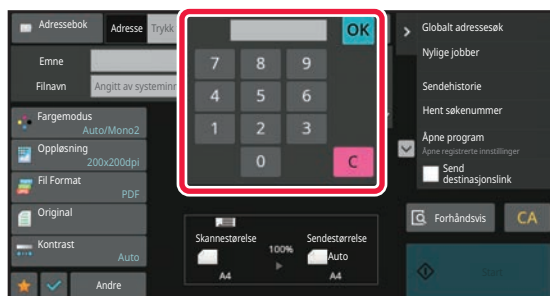 Adressebok
Adresse
Trykk
OK
Globalt adressesøk
Nylige jobber
Emne
7 8 9
Filnavn
Angitt av systeminn
Sendehistorie
4 5 6
Hent søkenummer
Fargemodus
Auto/Mono2
1 2 3
Åpne program
Åpne registrerte innstillinger
Oppløsning
200x200dpi
0 C
Send
destinasjonslink
Fil Format
PDF
Original
Forhåndsvis
CA
Skannestørelse
100%
Sendestørrelse
Auto
Kontrast
Auto
A4
A4
Andre
Start